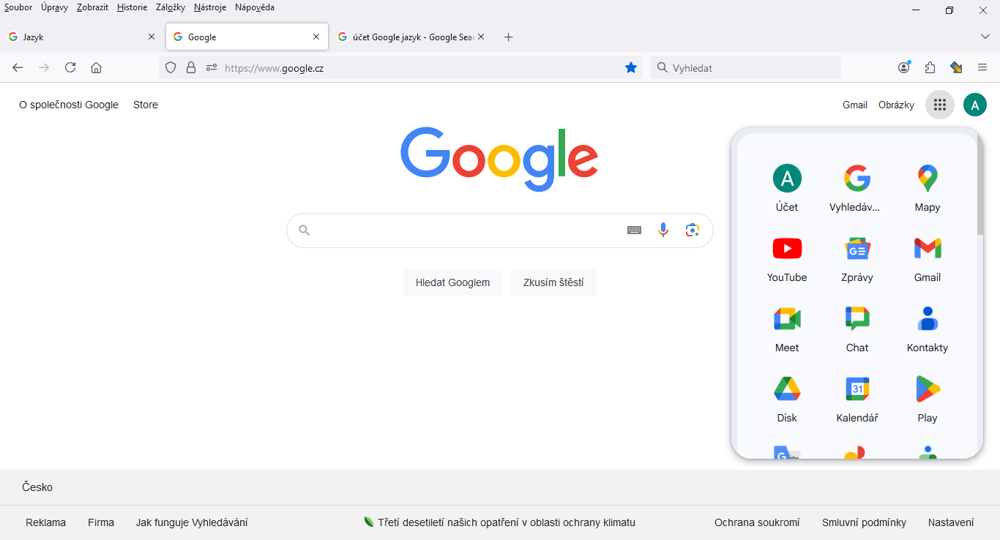 Soubor Úpravy Zobrazit Historie Záložky Nástroje Nápověda
Jazyk
Google
účet Google jazyk - Google Sear
https://www.google.cz
Vyhledat
O společnosti Google Store
Gmail Obrázky A
Google
A
Účet Vyhledáv... Mapy
GE
YouTube Zprávy Gmail
Meet Chat Kontakty
31
Disk Kalendář Play
G
Hledat Googlem Zkusím štěstí
Česko
Reklama Firma Jak funguje Vyhledávání
Třetí desetiletí našich opatření v oblasti ochrany klimatu
Ochrana soukromí Smluvní podmínky Nastavení